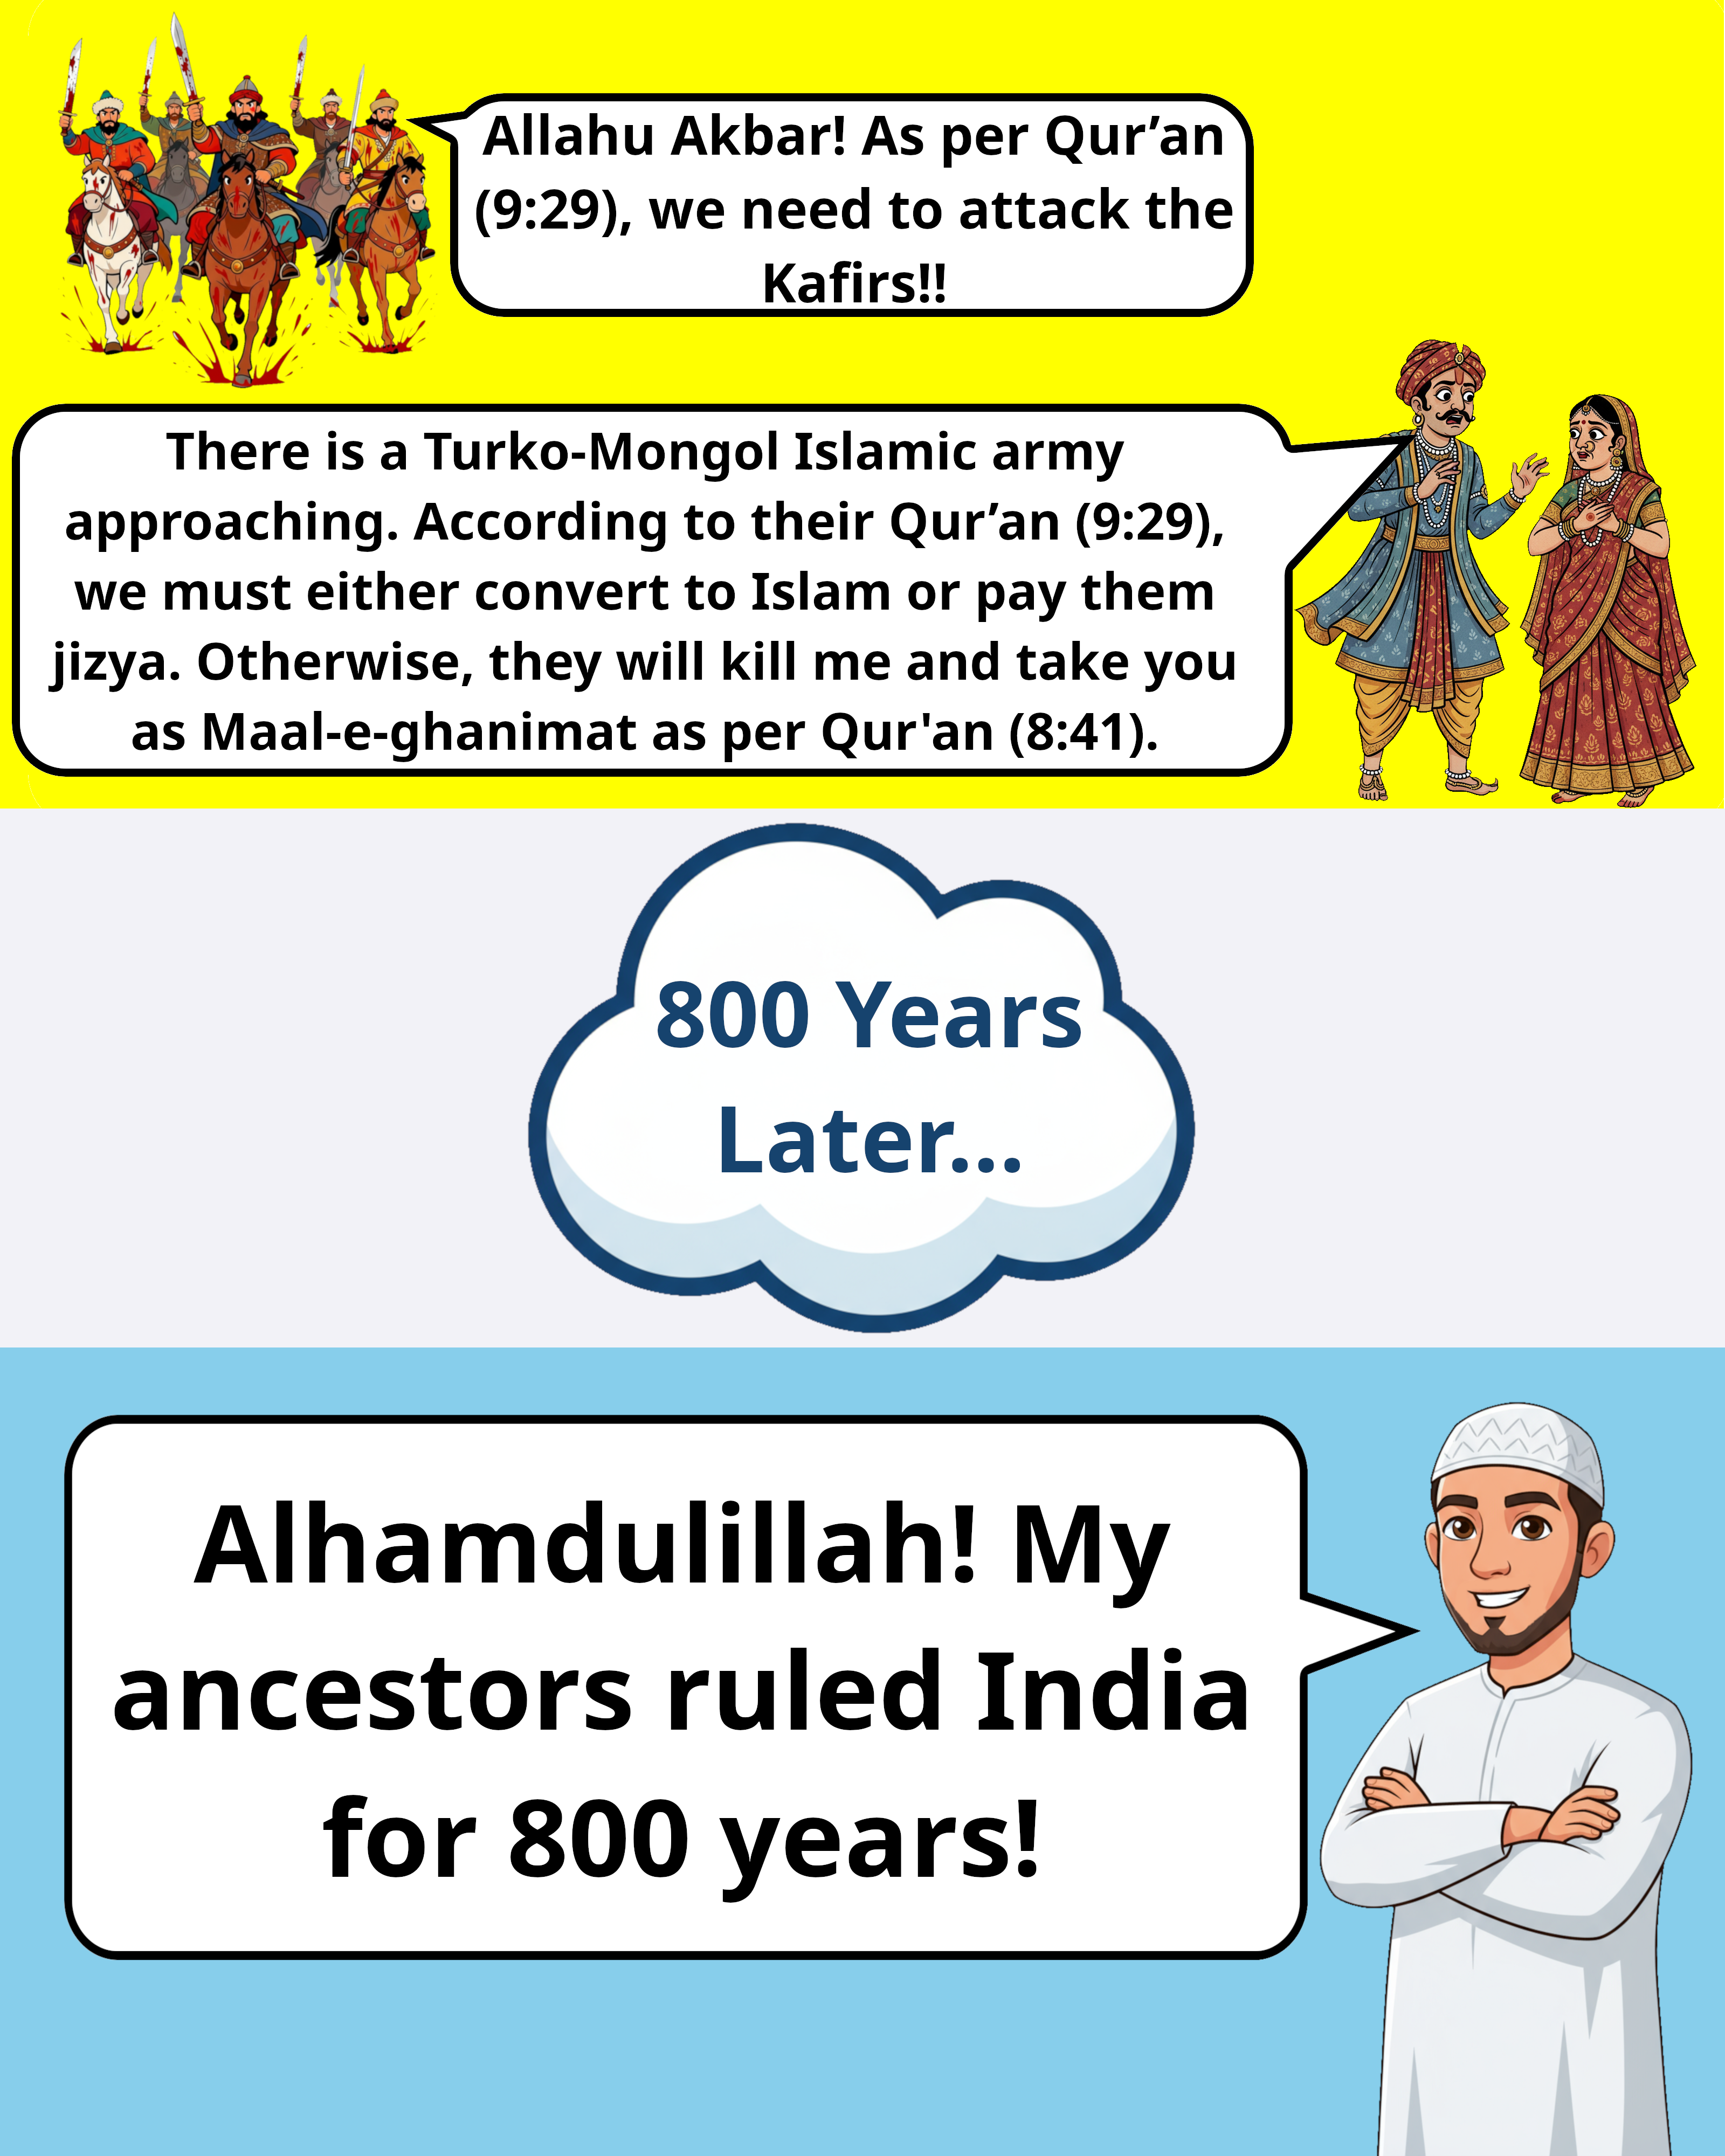 Allahu Akbar! As per Qur’an
(9:29), we need to attack the
Kafirs!!
There is a Turko-Mongol Islamic army
approaching. According to their Qur’an (9:29),
we must either convert to Islam or pay them
jizya. Otherwise, they will kill me and take you
as Maal-e-ghanimat as per Qur'an (8:41).
800 Years
Later...
Alhamdulillah! My
ancestors ruled India
for 800 years!